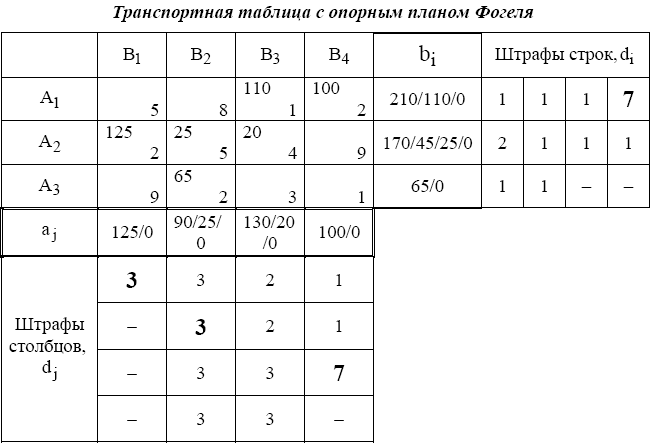 Транспортная таблица с опорным планом Фогеля
B1 B2 B3 B4 bi Штрафы строк, di
A1 5 8 110 1 100 2 210/110/0 1 1 1 7
A2 125 2 25 5 20 4 9 170/45/25/0 2 1 1 1
A3 9 65 2 3 1 65/0 1 1 – –
aj 125/0 90/25/ 130/20 100/0
0 /0
Штрафы
столбцов,
dj
3 3 2 1
– 3 2 1
– 3 3 7
– 3 3 –